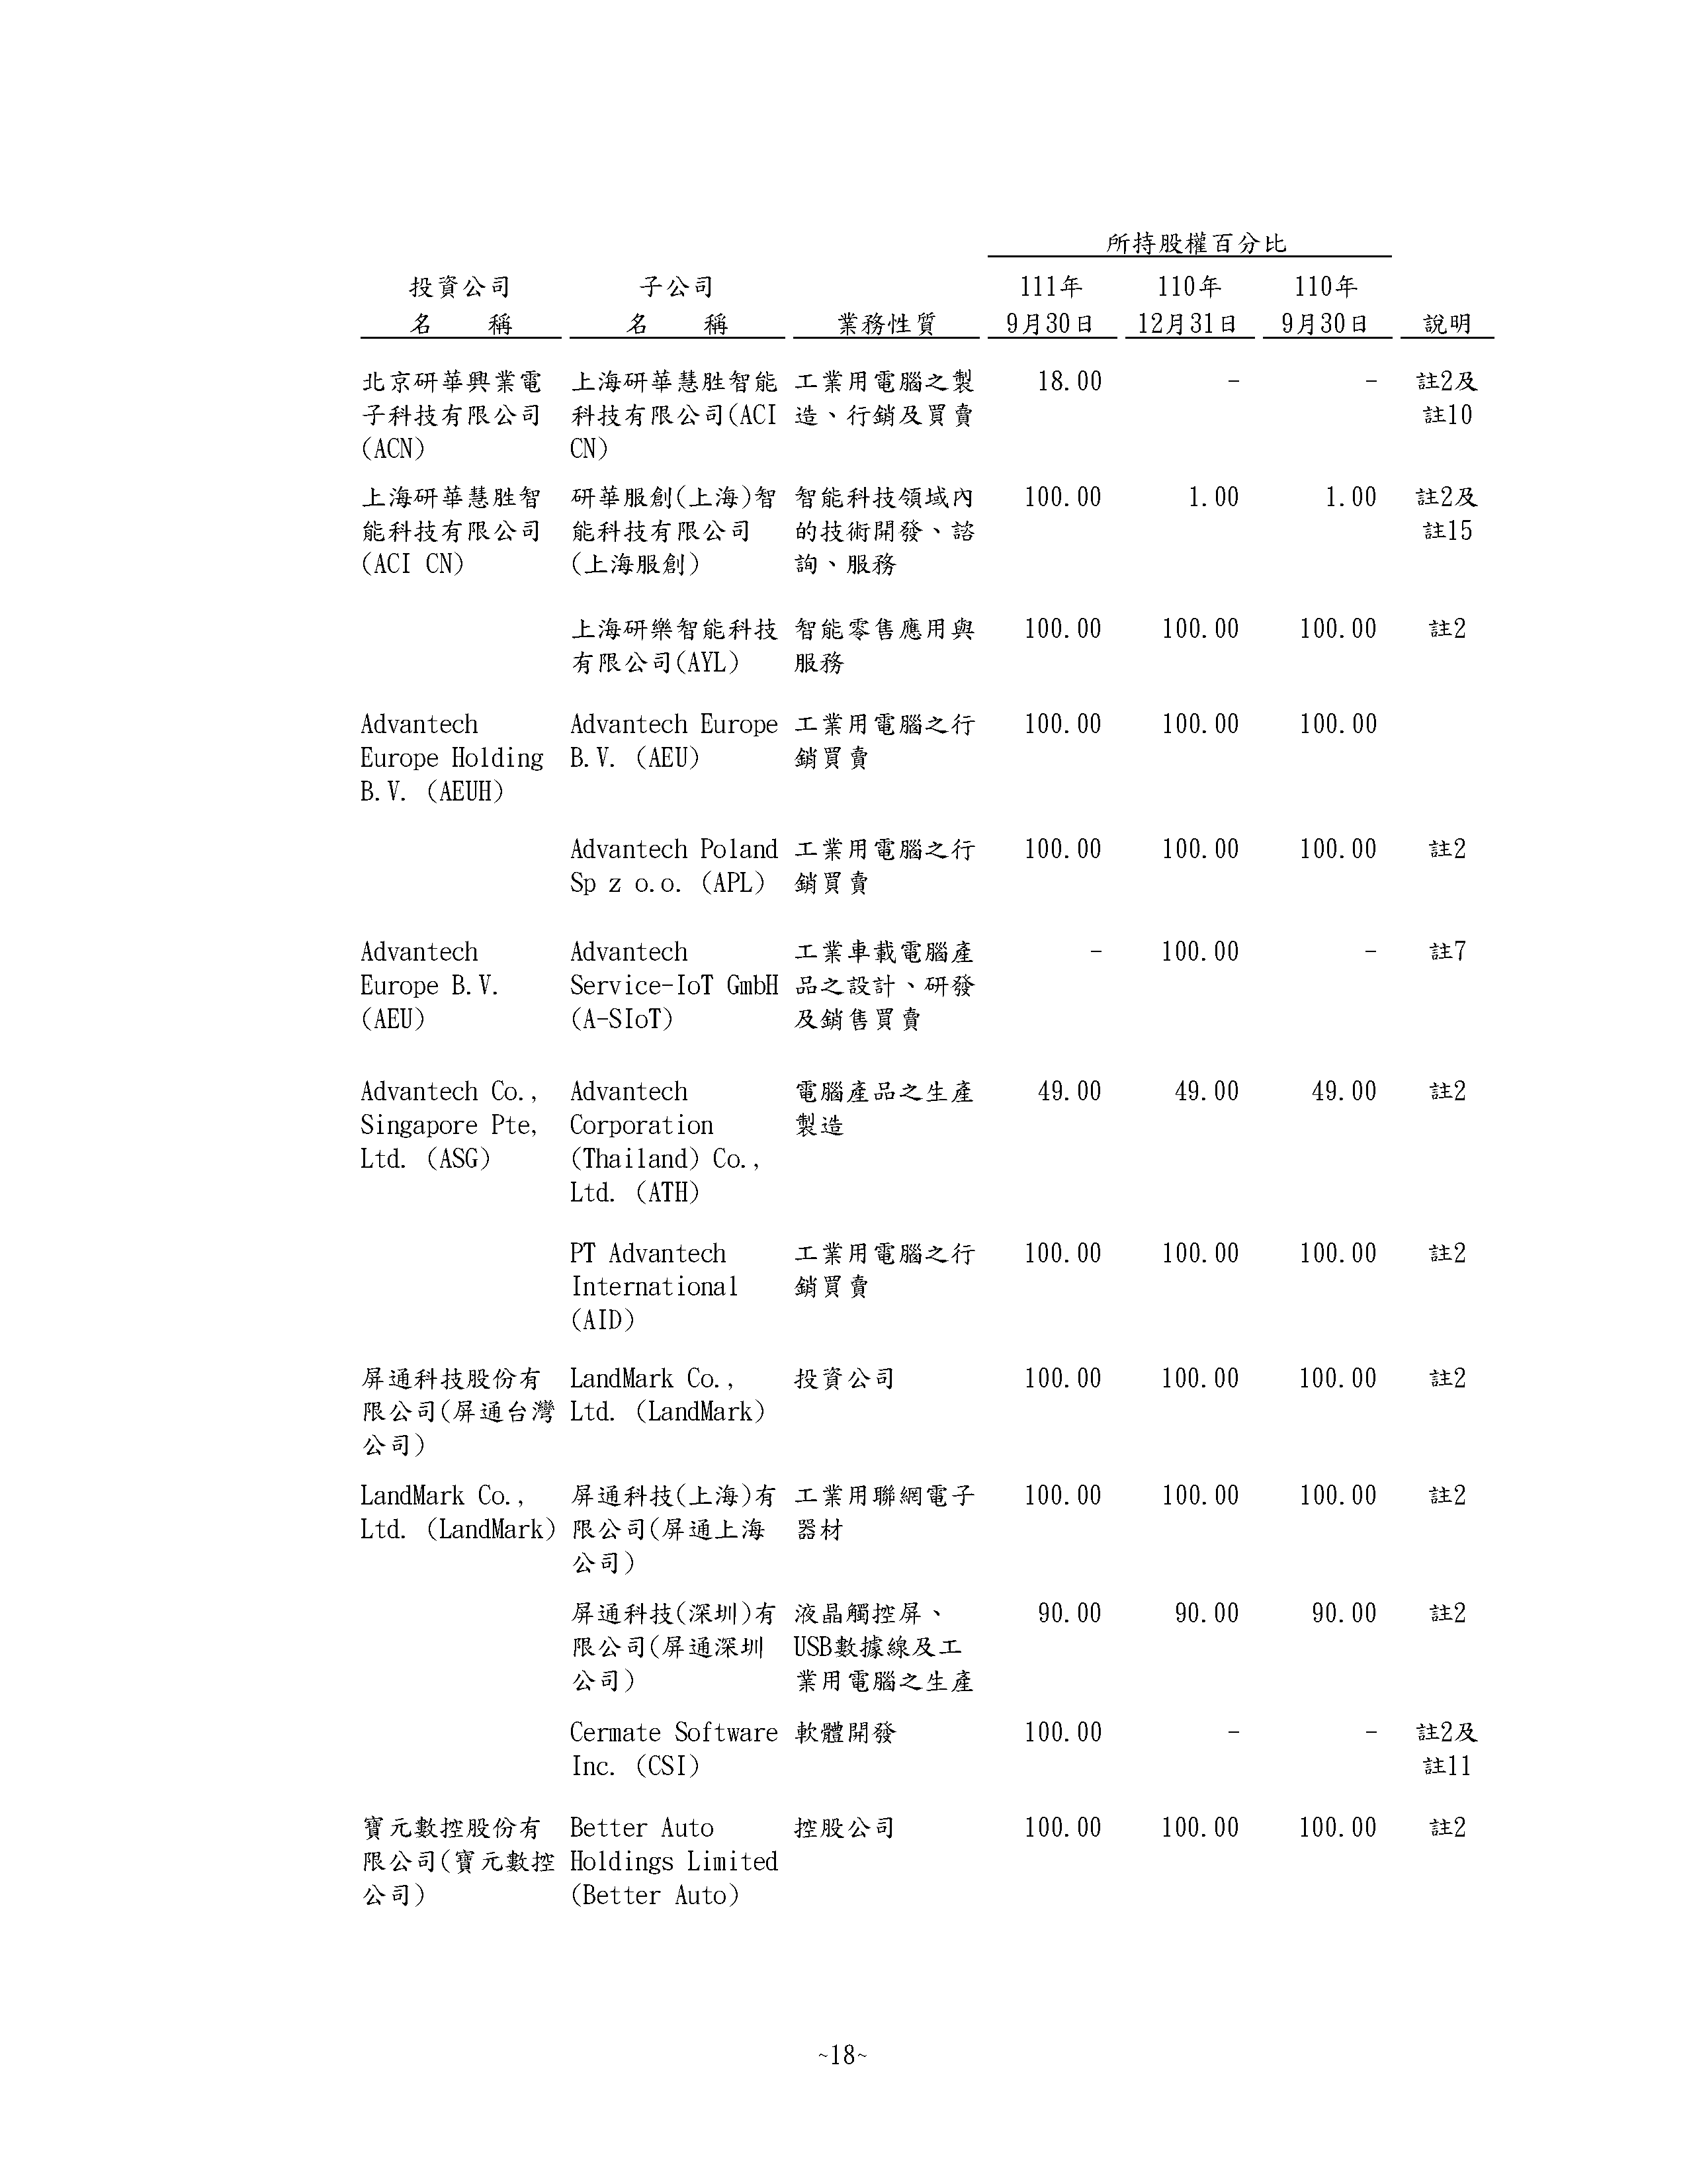 所持股權百分比
投資公司 子公司 111年 110年 110年
名 稱 名 稱 業務性質 9月30日 12月31日 9月30日 說明
北京研華興業電 上海研華慧胜智能 工業用電腦之製 18.00 - - 註2及
子科技有限公司 科技有限公司(ACI 造、行銷及買賣 註10
(ACN) CN)
上海研華慧胜智 研華服創(上海)智 智能科技領域內 100.00 1.00 1.00 註2及
能科技有限公司 能科技有限公司 的技術開發、諮 註15
(ACI CN) (上海服創) 詢、服務
上海研樂智能科技 智能零售應用與 100.00 100.00 100.00 註2
有限公司(AYL) 服務
Advantech Advantech Europe 工業用電腦之行 100.00 100.00 100.00
Europe Holding B.V. (AEU) 銷買賣
B.V. (AEUH)
Advantech Poland 工業用電腦之行 100.00 100.00 100.00 註2
Sp z o.o. (APL) 銷買賣
Advantech Advantech 工業車載電腦產 - 100.00 - 註7
Europe B.V. Service-IoT GmbH 品之設計、研發
(AEU) (A-SIoT) 及銷售買賣
Advantech Co., Advantech 電腦產品之生產 49.00 49.00 49.00 註2
Singapore Pte, Corporation 製造
Ltd. (ASG) (Thailand) Co.,
Ltd. (ATH)
PT Advantech 工業用電腦之行 100.00 100.00 100.00 註2
International 銷買賣
(AID)
屏通科技股份有 LandMark Co., 投資公司 100.00 100.00 100.00 註2
限公司(屏通台灣 Ltd. (LandMark)
公司)
LandMark Co., 屏通科技(上海)有 工業用聯網電子 100.00 100.00 100.00 註2
Ltd. (LandMark) 限公司(屏通上海 器材
公司)
屏通科技(深圳)有 液晶觸控屏、 90.00 90.00 90.00 註2
限公司(屏通深圳 USB數據線及工
公司) 業用電腦之生產
Cermate Software 軟體開發 100.00 - - 註2及
Inc. (CSI) 註11
寶元數控股份有 Better Auto 控股公司 100.00 100.00 100.00 註2
限公司(寶元數控 Holdings Limited
公司) (Better Auto)
~18~